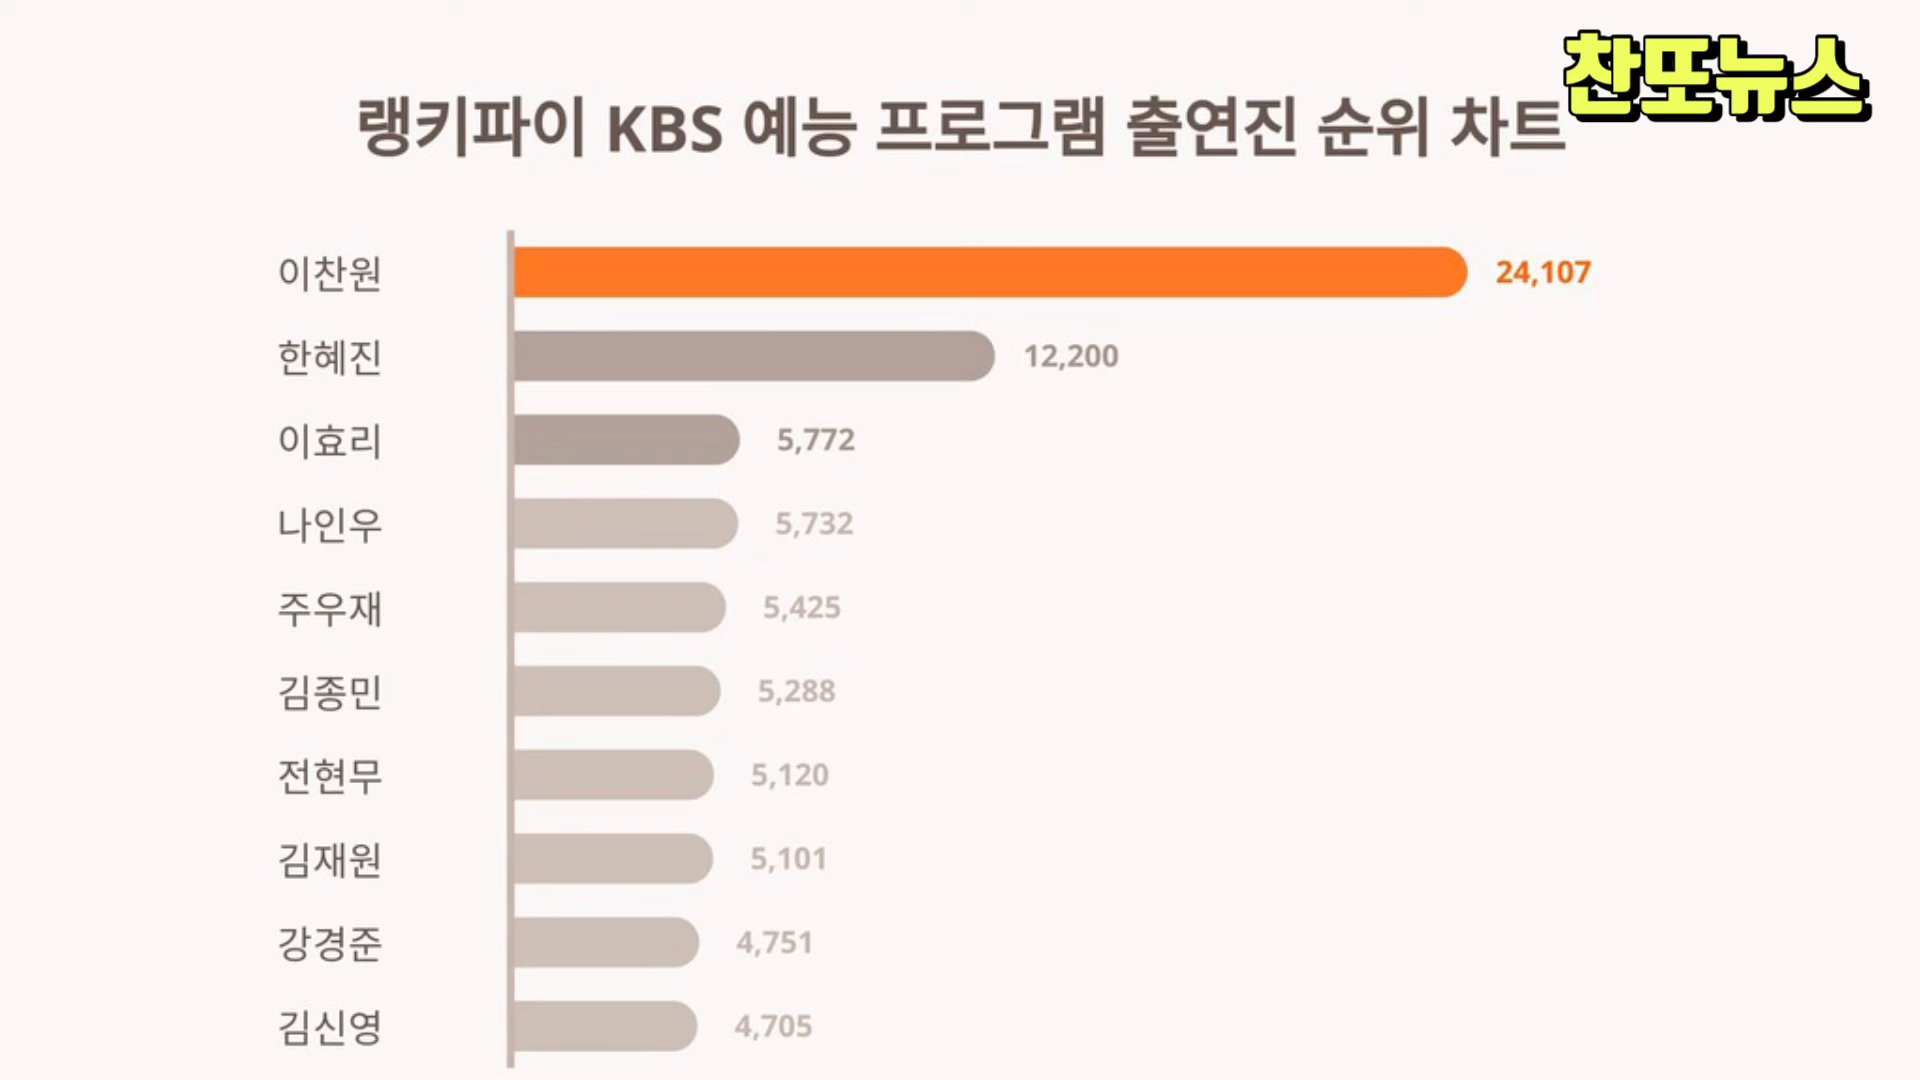 찬또뉴스
랭키파이 KBS 예능 프로그램 출연진 순위 차트
이찬원 24,107
한혜진 12,200
이효리 5,772
나인우 5,732
주우재 5,425
김종민 5,288
전현무 5,120
김재원 5,101
강경준 4,751
김신영 4,705